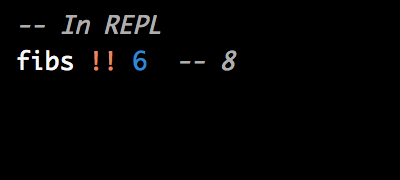 -- In REPL
fibs !! 6  -- 8